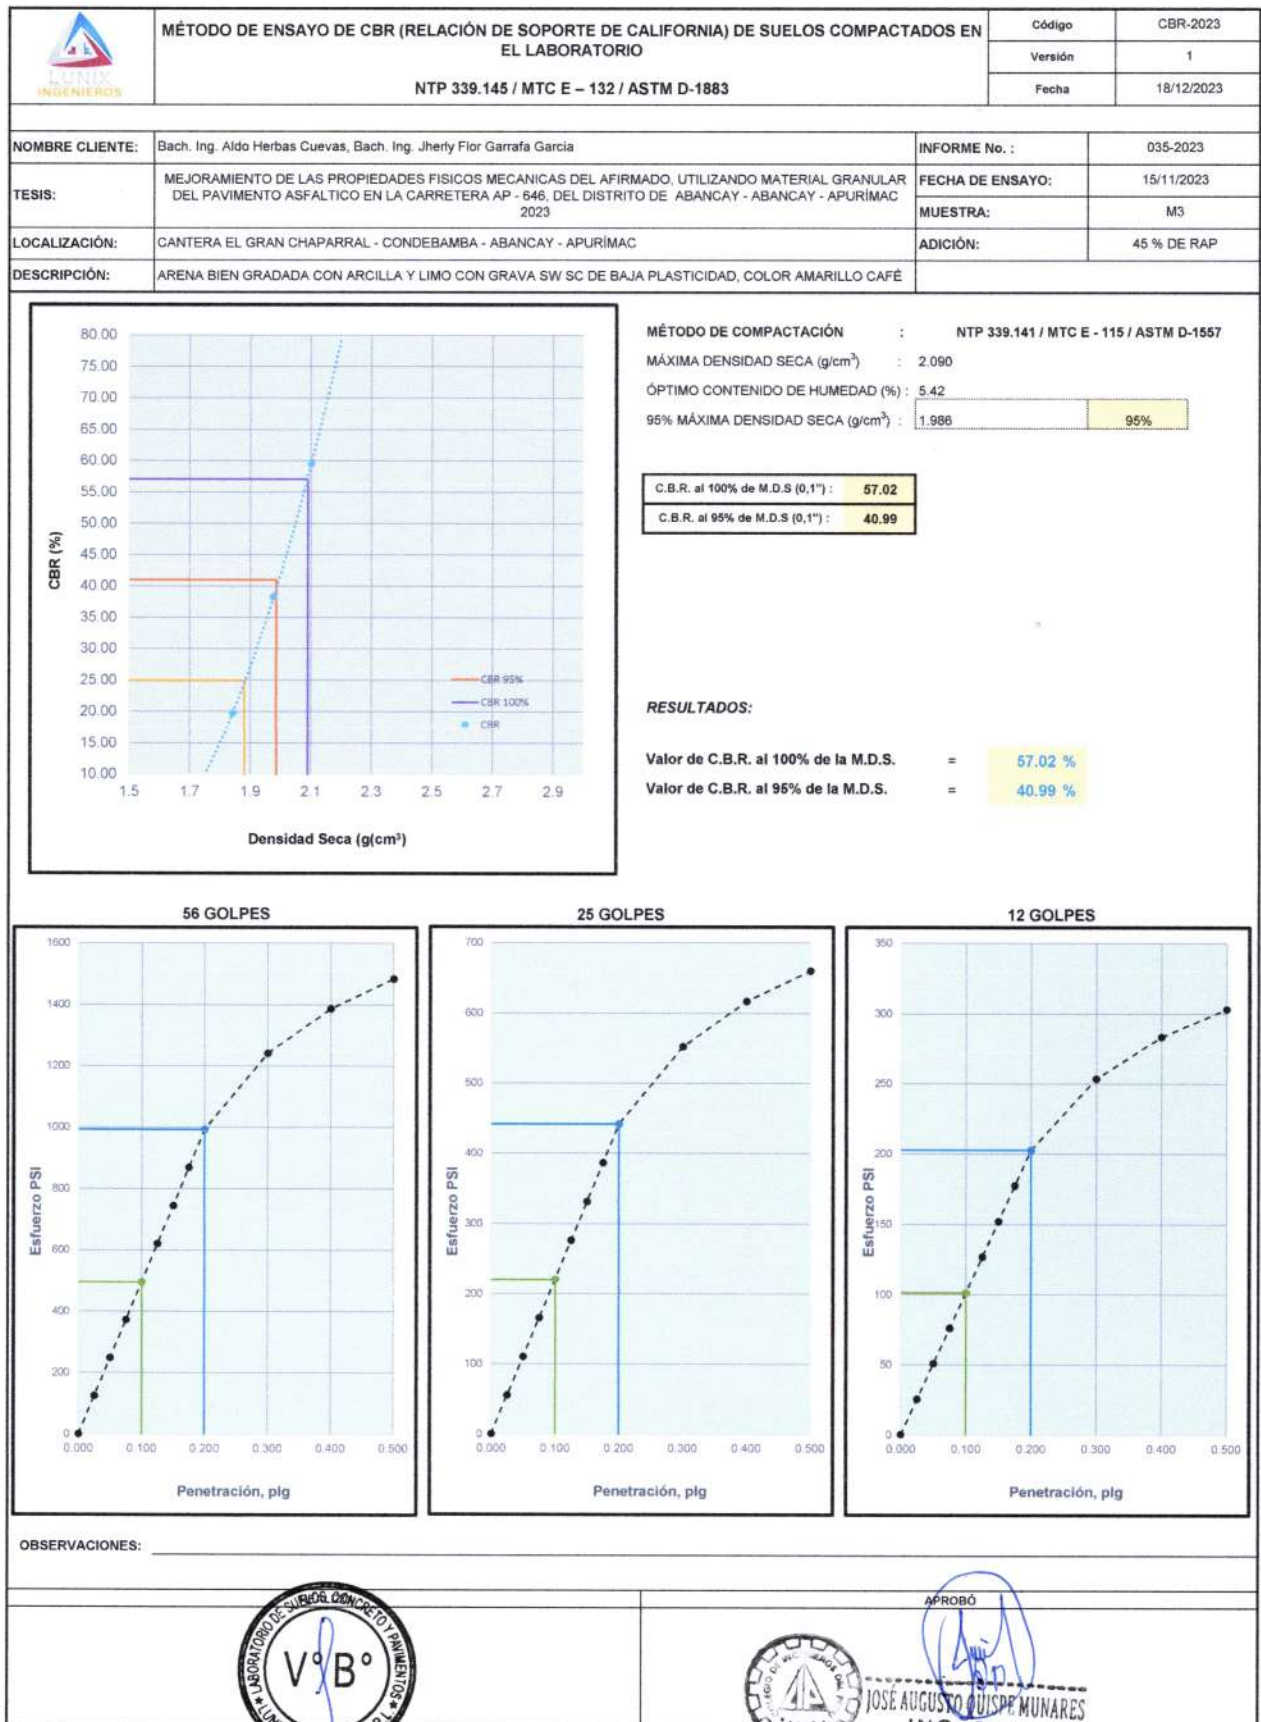 LUNIX
INGENIEROS
MÉTODO DE ENSAYO DE CBR (RELACIÓN DE SOPORTE DE CALIFORNIA) DE SUELOS COMPACTADOS EN
EL LABORATORIO
NTP 339.145 / MTC E – 132 / ASTM D-1883
Código CBR-2023
Versión 1
Fecha 18/12/2023
NOMBRE CLIENTE: Bach. Ing. Aldo Herbas Cuevas, Bach. Ing. Jherly Flor Garrafa Garcia
INFORME No. : 035-2023
TESIS: MEJORAMIENTO DE LAS PROPIEDADES FISICOS MECANICAS DEL AFIRMADO, UTILIZANDO MATERIAL GRANULAR
DEL PAVIMENTO ASFALTICO EN LA CARRETERA AP - 646, DEL DISTRITO DE ABANCAY - ABANCAY - APURÍMAC
2023
FECHA DE ENSAYO: 15/11/2023
MUESTRA: M3
LOCALIZACIÓN: CANTERA EL GRAN CHAPARRAL - CONDEBAMBA - ABANCAY - APURÍMAC
ADICIÓN: 45 % DE RAP
DESCRIPCIÓN: ARENA BIEN GRADADA CON ARCILLA Y LIMO CON GRAVA SW SC DE BAJA PLASTICIDAD, COLOR AMARILLO CAFÉ
80.00
75.00
70.00
65.00
60.00
55.00
50.00
45.00
40.00
35.00
30.00
25.00
20.00
15.00
10.00
CBR (%)
1.5 1.7 1.9 2.1 2.3 2.5 2.7 2.9
Densidad Seca (g(cm³)
CBR 95%
CBR 100%
CBR
MÉTODO DE COMPACTACIÓN : NTP 339.141 / MTC E - 115 / ASTM D-1557
MÁXIMA DENSIDAD SECA (g/cm³) : 2.090
ÓPTIMO CONTENIDO DE HUMEDAD (%) : 5.42
95% MÁXIMA DENSIDAD SECA (g/cm³) : 1.986 95%
C.B.R. al 100% de M.D.S (0,1") : 57.02
C.B.R. al 95% de M.D.S (0,1") : 40.99
RESULTADOS:
Valor de C.B.R. al 100% de la M.D.S. = 57.02 %
Valor de C.B.R. al 95% de la M.D.S. = 40.99 %
56 GOLPES
1600
1400
1200
1000
800
600
400
200
0
Esfuerzo PSI
0.000 0.100 0.200 0.300 0.400 0.500
Penetración, plg
25 GOLPES
700
600
500
400
300
200
100
0
Esfuerzo PSI
0.000 0.100 0.200 0.300 0.400 0.500
Penetración, plg
12 GOLPES
350
300
250
200
150
100
50
0
Esfuerzo PSI
0.000 0.100 0.200 0.300 0.400 0.500
Penetración, plg
OBSERVACIONES:
LABORATORIO DE SUELOS CONCRETO Y PAVIMENTOS
V° B°
APROBÓ
JOSÉ AUGUSTO QUISPE MUNARES